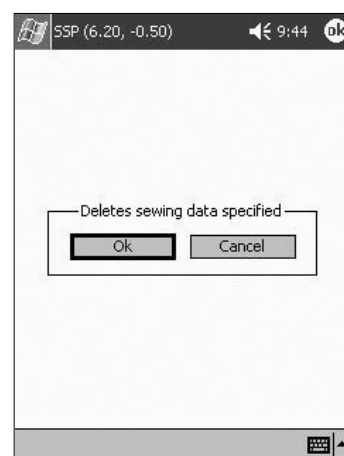 SSP (6.20, -0.50) 9:44 ok
Deletes sewing data specified
Ok Cancel